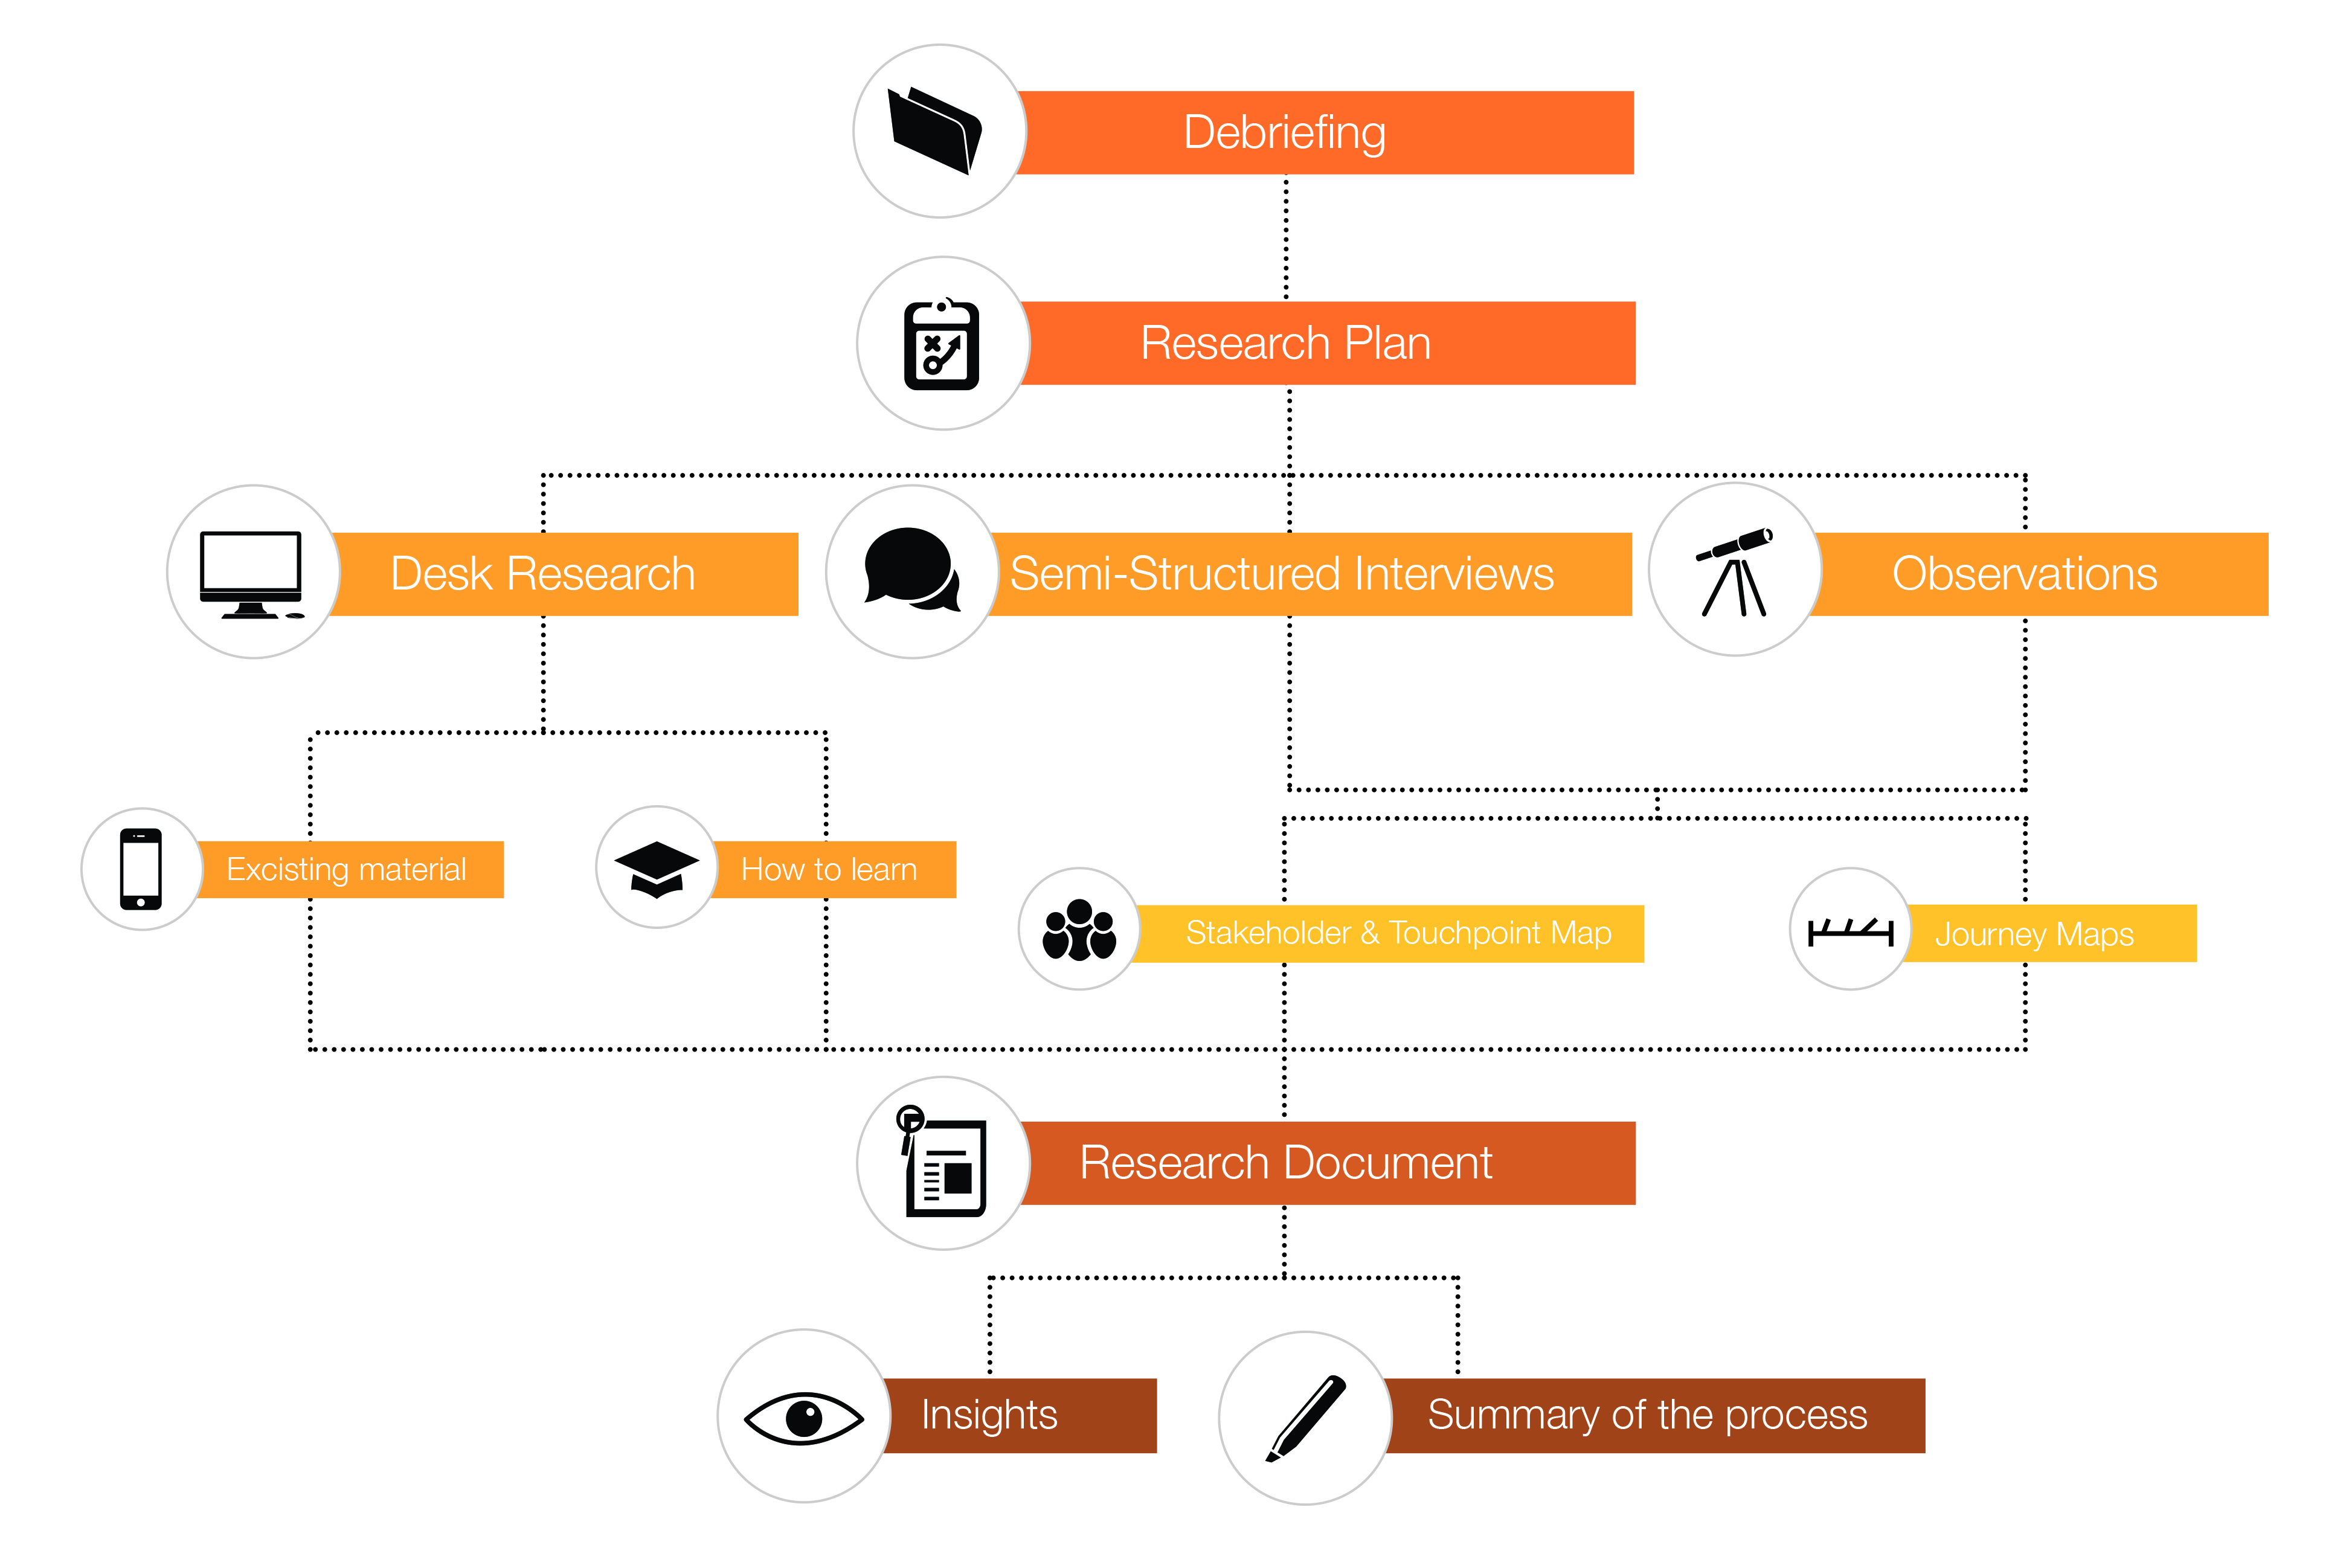 Debriefing
Research Plan
Desk Research
Semi-Structured Interviews
Observations
Excisting material
How to learn
Stakeholder & Touchpoint Map
Journey Maps
Research Document
Insights
Summary of the process